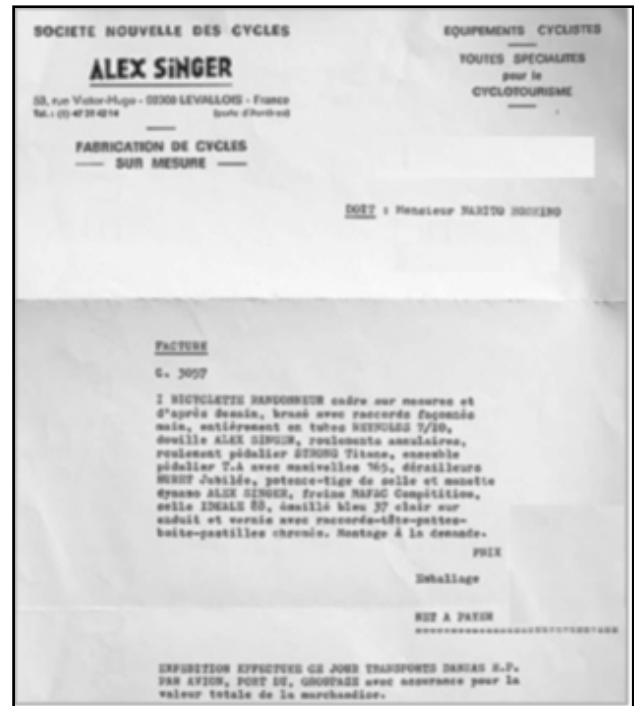 SOCIETE NOUVELLE DES CYCLES
ALEX SINGER
53, rue Victor-Hugo - 92300 LEVALLOIS - France
FABRICATION DE CYCLES
SUR MESURE
EQUIPEMENTS CYCLISTES
TOUTES SPECIALITES
pour le
CYCLOTOURISME
DOIT : Monsieur
FACTURE
G. 3057
I BICYCLETTE RANDONNEUR cadre sur mesures et
d'après dessin, brasé avec raccords façonnés
main, entièrement en tubes REYNOLDS
douille ALEX SINGER, roulements annulaires,
roulement pédalier STRONG Titane, ensemble
pédalier T.A avec manivelles 165, dérailleurs
HURET Jubilée, potence-tige de selle et
dynamo ALEX SINGER, freins MAFAC Compétition,
selle IDEALE émaillé bleu 37 clair sur
enduit et vernis avec raccords-tête-pattes-
boite-pastilles chromés. Montage à la demande.
PRIX
Emballage
NET A PAYER
EXPEDITION EFFECTUEE CE JOUR TRANSPORTS DANZAS
PAR AVION, PORT DU, avec assurance pour la
valeur totale de la marchandise.